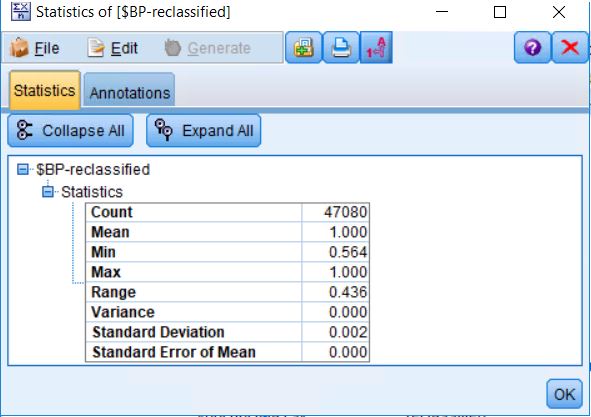 Statistics of [$BP-reclassified]
File Edit Generate
Statistics Annotations
Collapse All Expand All
$BP-reclassified
Statistics
Count 47080
Mean 1.000
Min 0.564
Max 1.000
Range 0.436
Variance 0.000
Standard Deviation 0.002
Standard Error of Mean 0.000
OK